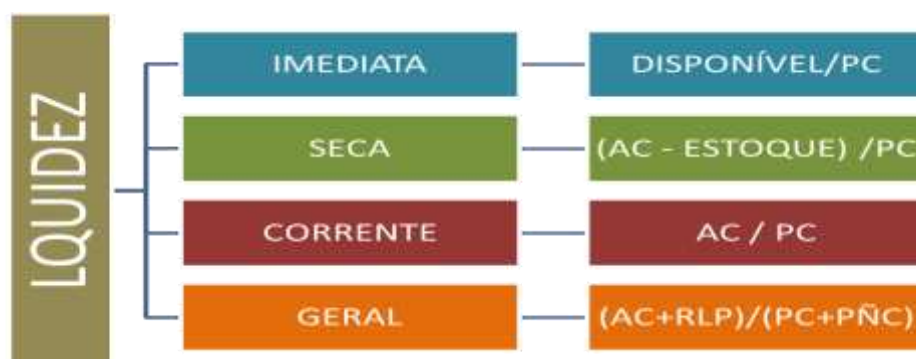 LQUIDEZ
IMEDIATA
DISPONÍVEL/PC
SECA
(AC - ESTOQUE) /PC
CORRENTE
AC / PC
GERAL
(AC+RLP)/(PC+PÑC)